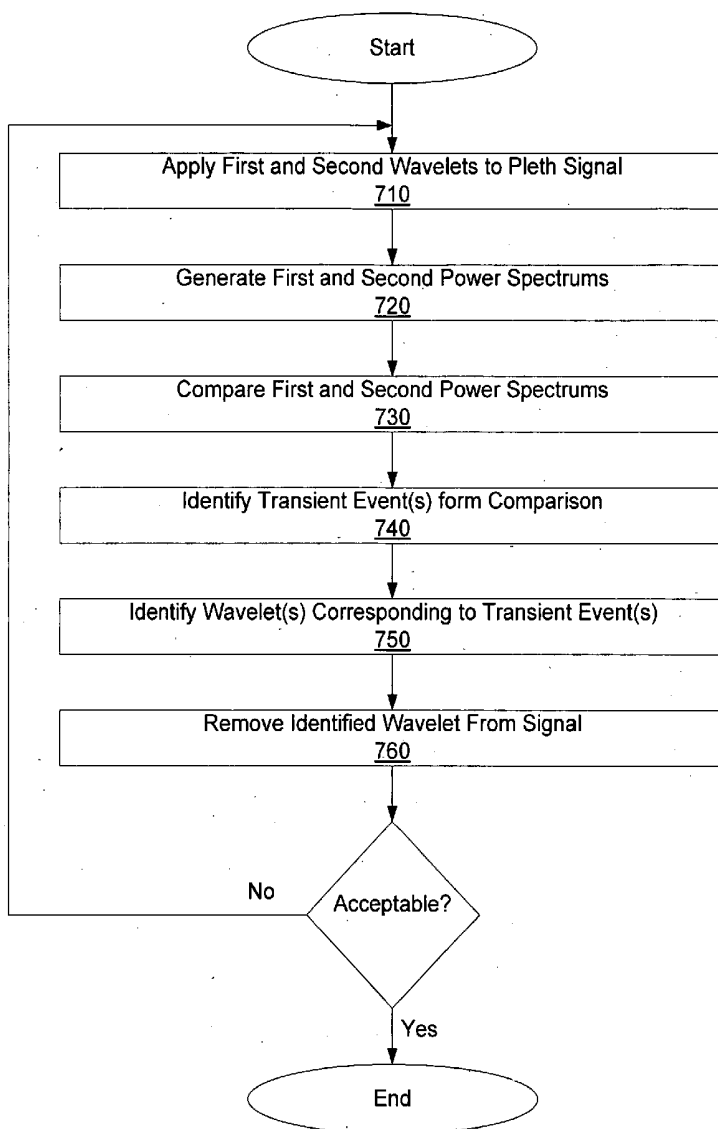 Start
Apply First and Second Wavelets to Pleth Signal
710
Generate First and Second Power Spectrums
720
Compare First and Second Power Spectrums
730
Identify Transient Event(s) form Comparison
740
Identify Wavelet(s) Corresponding to Transient Event(s)
750
Remove Identified Wavelet From Signal
760
No
Acceptable?
Yes
End